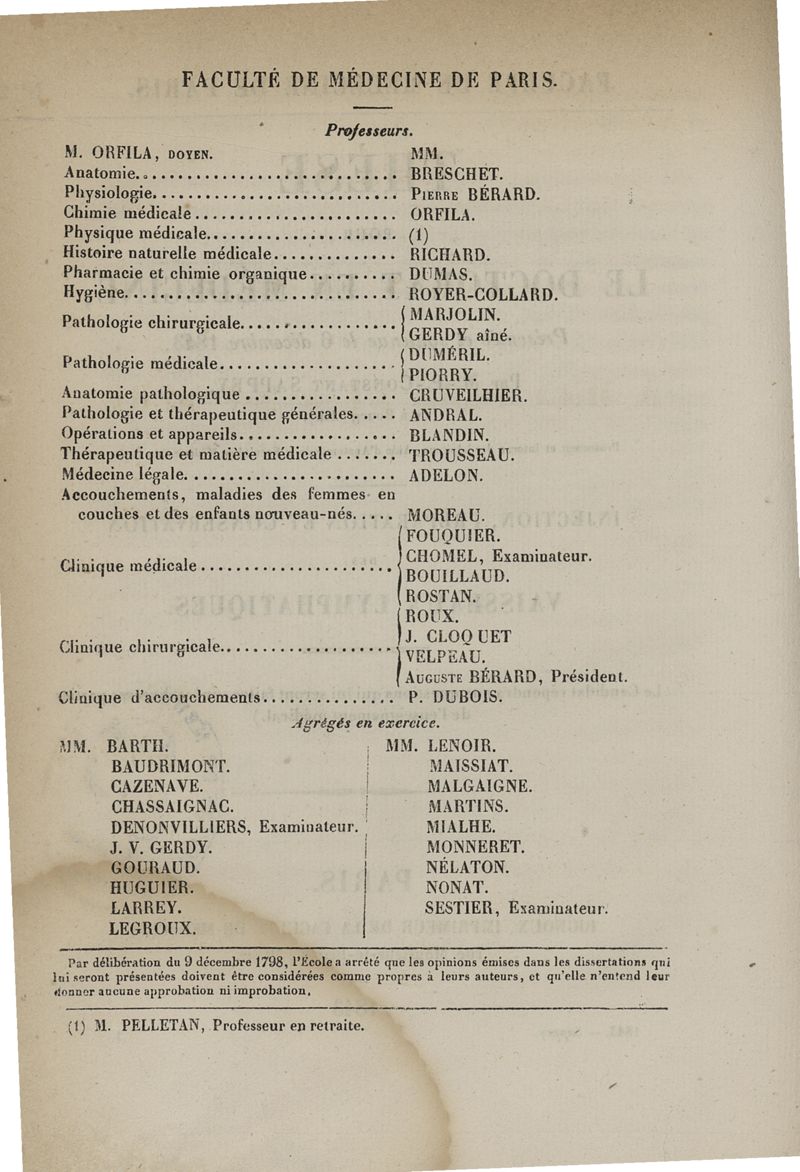 FACULTÉ DE MÉDECINE DE PARIS.
Professeurs.
M. ORFILA, DOYEN. MM.
Anatomie............................ BRESCHET.
Physiologie............................ PIERRE BÉRARD.
Chimie médicale........................ ORFILA.
Physique médicale...................... (1)
Histoire naturelle médicale.............. RICHARD.
Pharmacie et chimie organique.......... DUMAS.
Hygiène................................ ROYER-COLLARD.
Pathologie chirurgicale.................. { MARJOLIN.
GERDY aîné.
Pathologie médicale.................... { DUMÉRIL.
PIORRY.
Anatomie pathologique.................. CRUVEILHIER.
Pathologie et thérapeutique générales..... ANDRAL.
Opérations et appareils.................. BLANDIN.
Thérapeutique et matière médicale....... TROUSSEAU.
Médecine légale........................ ADELON.
Accouchements, maladies des femmes en
couches et des enfants nouveau-nés..... MOREAU.
Clinique médicale...................... { FOUQUIER.
CHOMEL, Examinateur.
BOUILLAUD.
ROSTAN.
Clinique chirurgicale.................... { ROUX.
J. CLOQUET
VELPEAU.
AUGUSTE BÉRARD, Président.
Clinique d'accouchements............... P. DUBOIS.
Agrégés en exercice.
MM. BARTH.
BAUDRIMONT.
CAZENAVE.
CHASSAIGNAC.
DENONVILLIERS, Examinateur.
J. V. GERDY.
GOURAUD.
HUGUIER.
LARREY.
LEGROUX.
MM. LENOIR.
MAISSIAT.
MALGAIGNE.
MARTINS.
MIALHE.
MONNERET.
NÉLATON.
NONAT.
SESTIER, Examinateur.
Par délibération du 9 décembre 1798, l'École a arrêté que les opinions émises dans les dissertations qui
lui seront présentées doivent être considérées comme propres à leurs auteurs, et qu'elle n'entend leur
donner aucune approbation ni improbation.
(1) M. PELLETAN, Professeur en retraite.